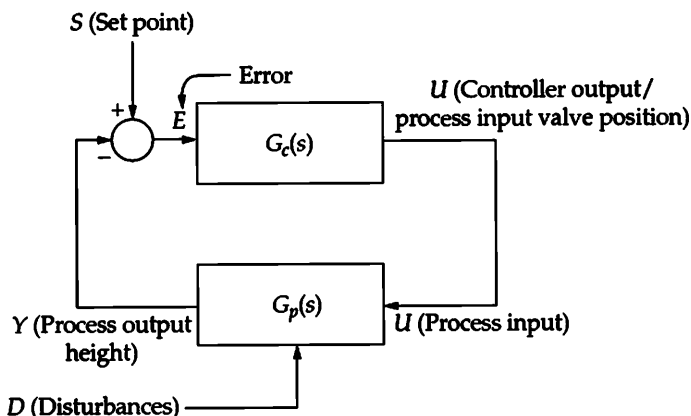 S (Set point)
Error
U (Controller output/
process input valve position)
+
E
−
G_c(s)
G_p(s)
Y (Process output
height)
U (Process input)
D (Disturbances)